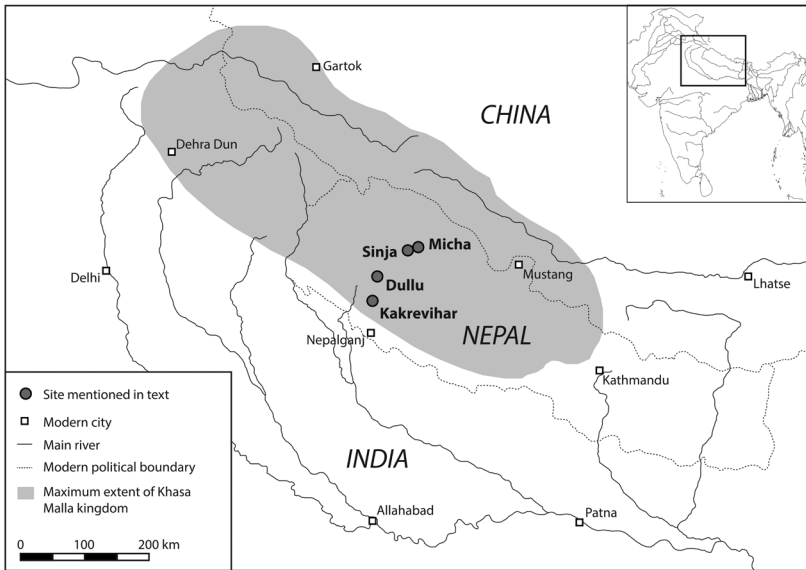 Gartok
CHINA
Dehra Dun
Sinja
Micha
Mustang
Delhi
Dullu
Lhatse
Kakrevihar
NEPAL
Nepalganj
Kathmandu
Site mentioned in text
Modern city
Main river
Modern political boundary
Maximum extent of Khasa
Malla kingdom
INDIA
Allahabad
Patna
0 100 200 km